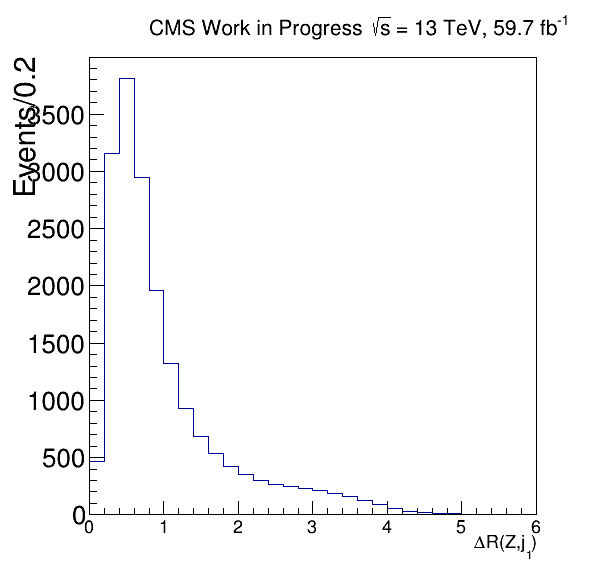 CMS Work in Progress √s = 13 TeV, 59.7 fb⁻¹
Events/0.2
3500
3000
2500
2000
1500
1000
500
0
0 1 2 3 4 5 6
ΔR(Z,j₁)